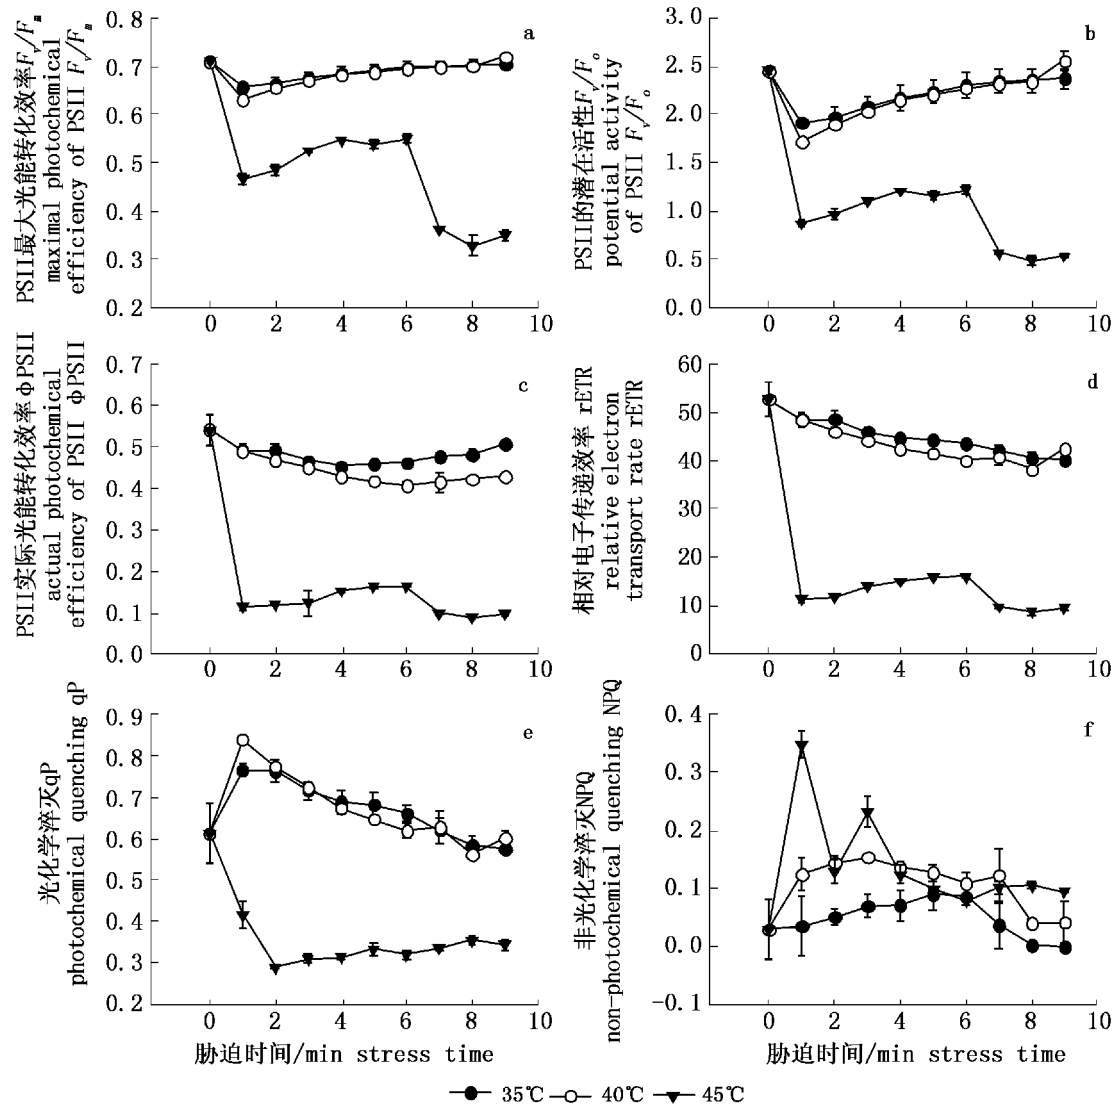 PSII最大光能转化效率Fv/Fm
maximal photochemical
efficiency of PSII Fv/Fm
0.8
0.7
0.6
0.5
0.4
0.3
0.2
a
0 2 4 6 8 10
PSII的潜在活性Fv/Fo
potential activity
of PSII Fv/Fo
3.0
2.5
2.0
1.5
1.0
0.5
0.0
b
0 2 4 6 8 10
PSII实际光能转化效率ΦPSII
actual photochemical
efficiency of PSII ΦPSII
0.7
0.6
0.5
0.4
0.3
0.2
0.1
0.0
c
0 2 4 6 8 10
相对电子传递效率 rETR
relative electron
transport rate rETR
60
50
40
30
20
10
0
d
0 2 4 6 8 10
光化学淬灭qP
photochemical quenching qP
0.9
0.8
0.7
0.6
0.5
0.4
0.3
0.2
e
0 2 4 6 8 10
胁迫时间/min stress time
非光化学淬灭NPQ
non-photochemical quenching NPQ
0.4
0.3
0.2
0.1
0.0
-0.1
f
0 2 4 6 8 10
胁迫时间/min stress time
35℃ 40℃ 45℃